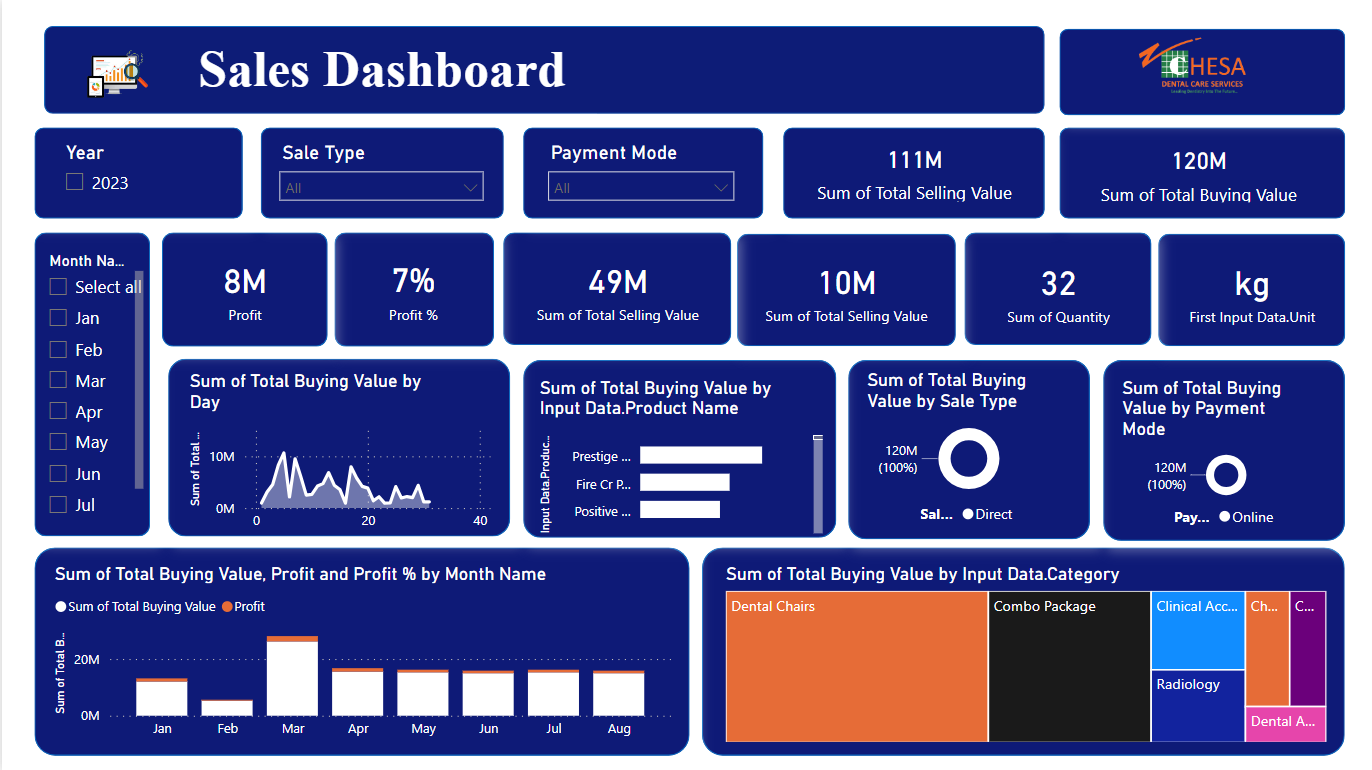 Sales Dashboard
CHESA
DENTAL CARE SERVICES
Leading Dentistry Into The Future..
Year
2023
Sale Type
All
Payment Mode
All
111M
Sum of Total Selling Value
120M
Sum of Total Buying Value
Month Na...
Select all
Jan
Feb
Mar
Apr
May
Jun
Jul
8M
Profit
7%
Profit %
49M
Sum of Total Selling Value
10M
Sum of Total Selling Value
32
Sum of Quantity
kg
First Input Data.Unit
Sum of Total Buying Value by
Day
Sum of Total ...
10M
0M
0 20 40
Sum of Total Buying Value by
Input Data.Product Name
Input Data.Produc...
Prestige ...
Fire Cr P...
Positive ...
Sum of Total Buying
Value by Sale Type
120M
(100%)
Sal... Direct
Sum of Total Buying
Value by Payment
Mode
120M
(100%)
Pay... Online
Sum of Total Buying Value, Profit and Profit % by Month Name
Sum of Total Buying Value Profit
Sum of Total B...
20M
0M
Jan Feb Mar Apr May Jun Jul Aug
Sum of Total Buying Value by Input Data.Category
Dental Chairs
Combo Package
Clinical Acc...
Radiology
Ch...
C...
Dental A...